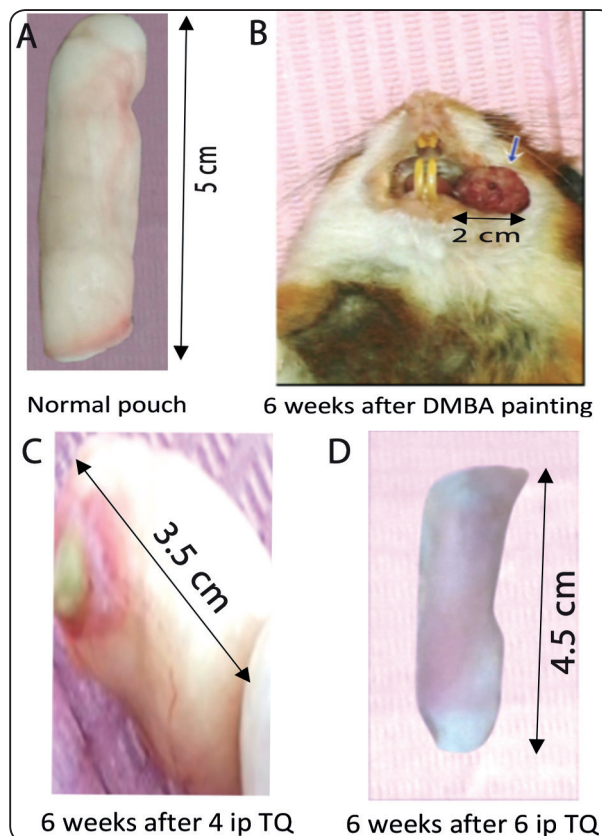 A
5 cm
Normal pouch
B
2 cm
6 weeks after DMBA painting
C
3.5 cm
6 weeks after 4 ip TQ
D
4.5 cm
6 weeks after 6 ip TQ